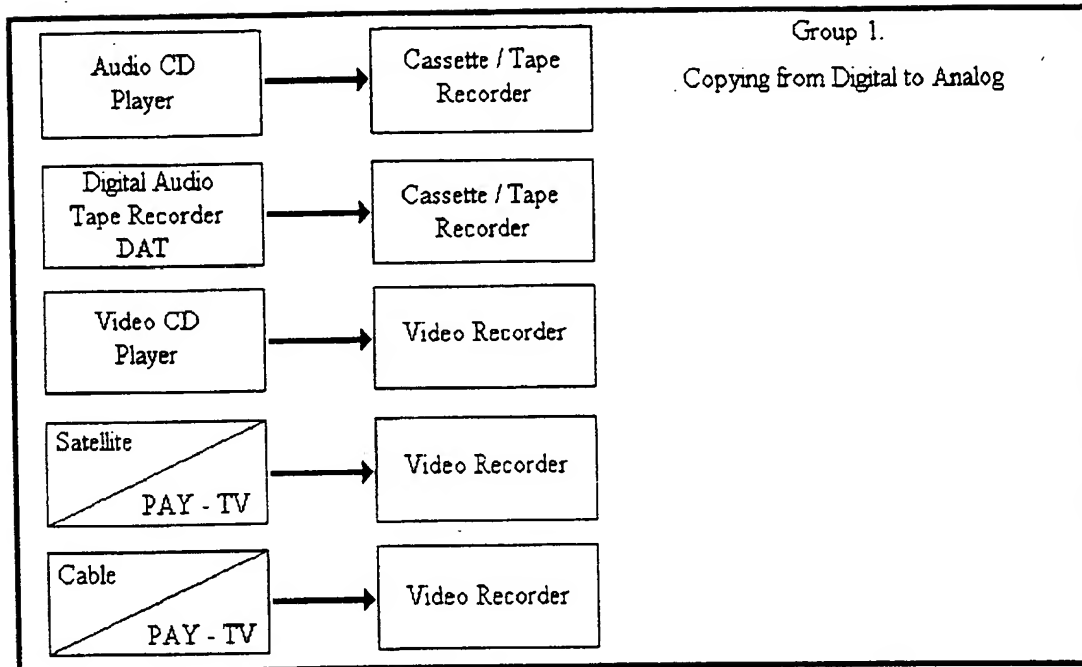 Group 1.
Copying from Digital to Analog
Audio CD
Player
Cassette / Tape
Recorder
Digital Audio
Tape Recorder
DAT
Cassette / Tape
Recorder
Video CD
Player
Video Recorder
Satellite
PAY - TV
Video Recorder
Cable
PAY - TV
Video Recorder